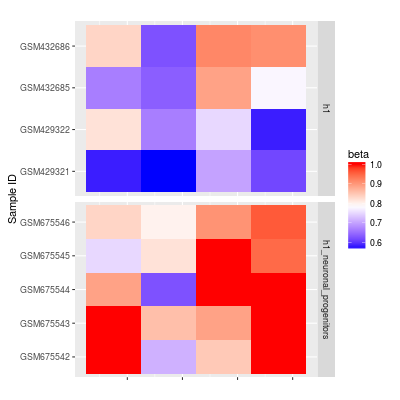 GSM432686
GSM432685
GSM429322
GSM429321
h1
GSM675546
GSM675545
GSM675544
GSM675543
GSM675542
h1_neuronal_progenitors
Sample ID
beta
1.0
0.9
0.8
0.7
0.6